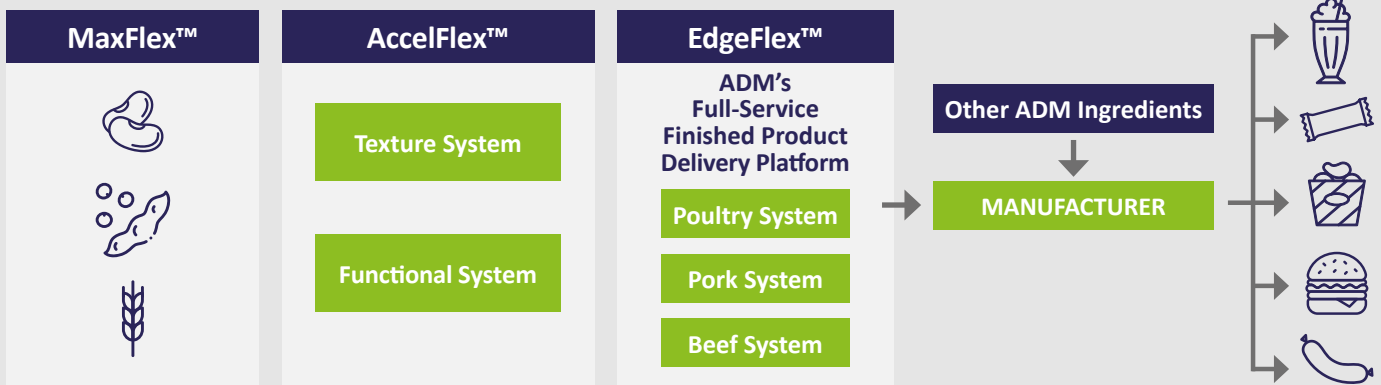 MaxFlex™
AccelFlex™
Texture System
Functional System
EdgeFlex™
ADM's
Full-Service
Finished Product
Delivery Platform
Poultry System
Pork System
Beef System
Other ADM Ingredients
MANUFACTURER